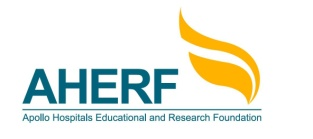 AHERF
Apollo Hospitals Educational and Research Foundation